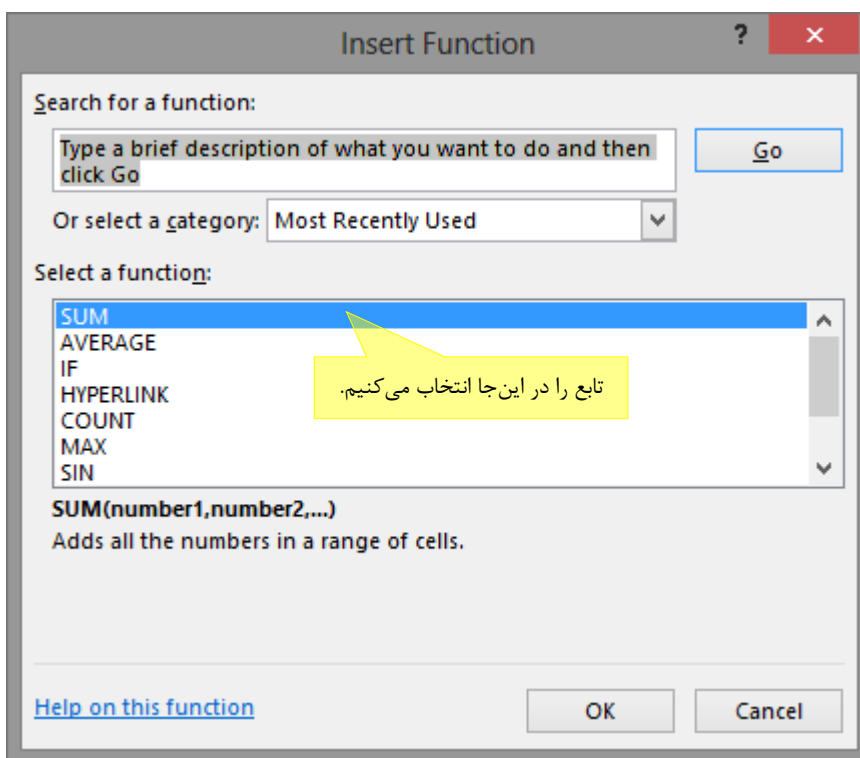 Insert Function
?
×
Search for a function:
Type a brief description of what you want to do and then
click Go
Go
Or select a category: Most Recently Used
Select a function:
SUM
AVERAGE
IF
HYPERLINK
COUNT
MAX
SIN
تابع را در این‌جا انتخاب می‌کنیم.
SUM(number1,number2,...)
Adds all the numbers in a range of cells.
Help on this function
OK
Cancel